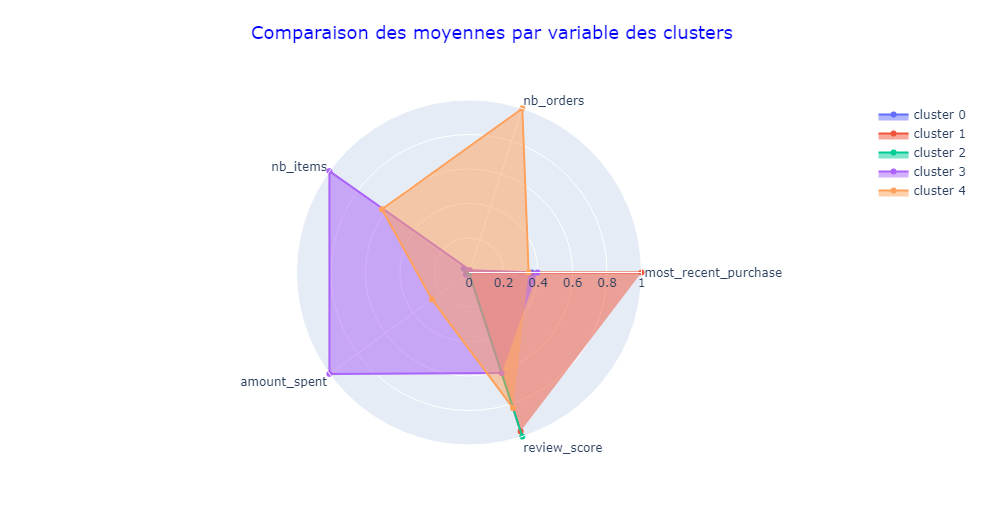 Comparaison des moyennes par variable des clusters
nb_orders
cluster 0
cluster 1
cluster 2
cluster 3
cluster 4
nb_items
most_recent_purchase
0 0.2 0.4 0.6 0.8 1
amount_spent
review_score